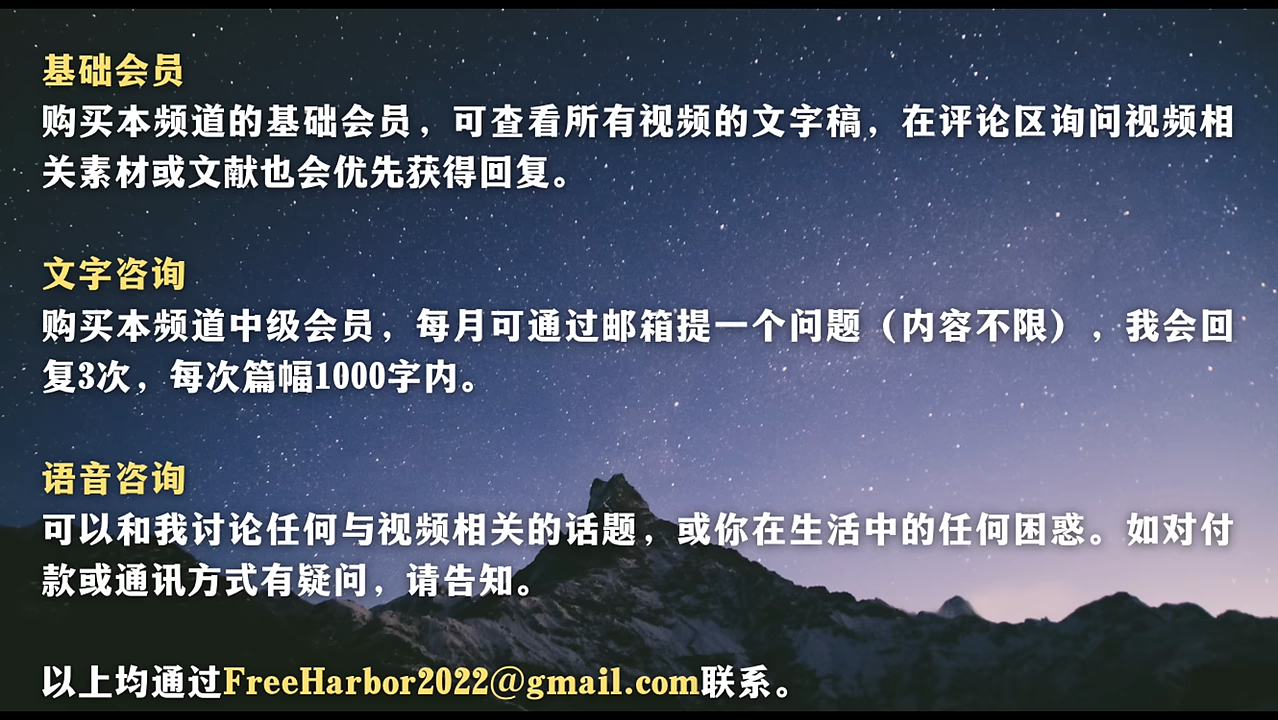 基础会员
购买本频道的基础会员，可查看所有视频的文字稿，在评论区询问视频相
关素材或文献也会优先获得回复。
文字咨询
购买本频道中级会员，每月可通过邮箱提一个问题（内容不限），我会回
复3次，每次篇幅1000字内。
语音咨询
可以和我讨论任何与视频相关的话题，或你在生活中的任何困惑。如对付
款或通讯方式有疑问，请告知。
以上均通过FreeHarbor2022@gmail.com联系。